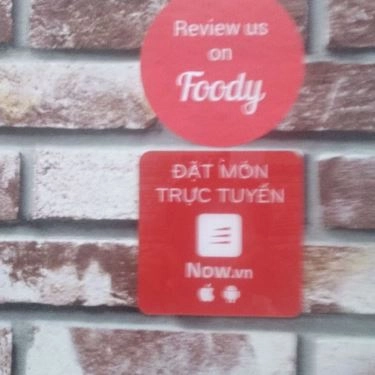 Review us
on
Foody
ĐẶT MÓN
TRỰC TUYẾN
Now.vn